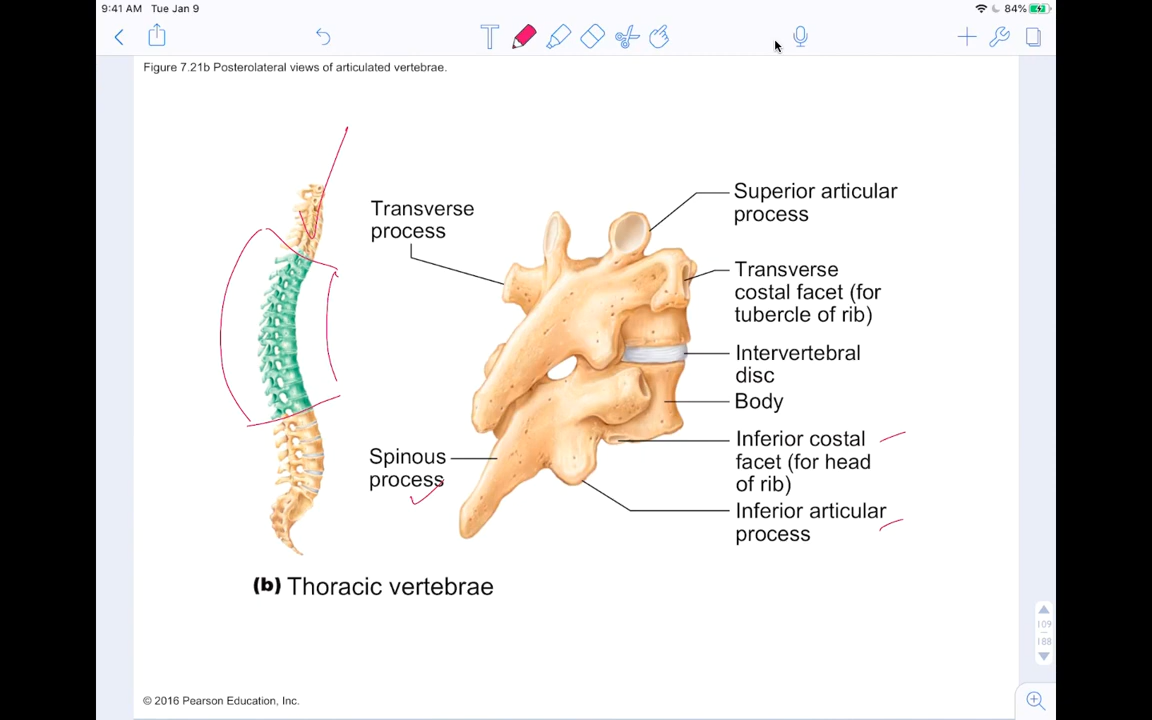 9:41 AM Tue Jan 9
84%
T
Figure 7.21b Posterolateral views of articulated vertebrae.
Transverse
process
Superior articular
process
Transverse
costal facet (for
tubercle of rib)
Intervertebral
disc
Body
Inferior costal
facet (for head
of rib)
Spinous
process
Inferior articular
process
(b) Thoracic vertebrae
109
188
© 2016 Pearson Education, Inc.